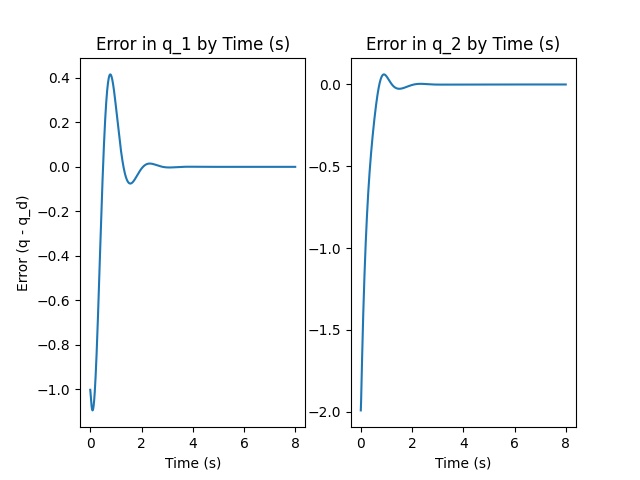 Error in q_1 by Time (s)
Error in q_2 by Time (s)
Error (q - q_d)
0.4
0.2
0.0
−0.2
−0.4
−0.6
−0.8
−1.0
0 2 4 6 8
Time (s)
0.0
−0.5
−1.0
−1.5
−2.0
0 2 4 6 8
Time (s)